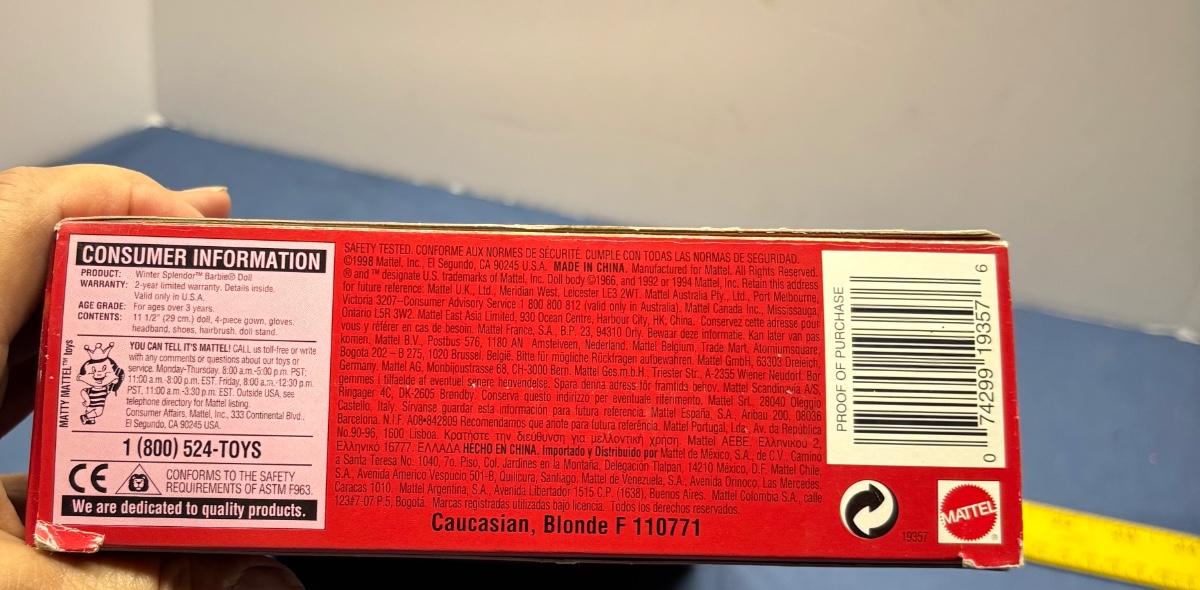 CONSUMER INFORMATION
PRODUCT: Winter Splendor™ Barbie® Doll
WARRANTY: 2-year limited warranty. Details inside.
Valid only in U.S.A.
AGE GRADE: For ages over 3 years.
CONTENTS: 11 1/2" (29 cm.) doll, 4-piece gown, gloves,
headband, shoes, hairbrush, doll stand.
MATTY MATTEL™ toys
YOU CAN TELL IT'S MATTEL! CALL us toll-free or write
with any comments or questions about our toys or
service. Monday-Thursday, 8:00 a.m.-5:00 p.m. PST;
11:00 a.m.-8:00 p.m. EST. Friday, 8:00 a.m.-12:30 p.m.
PST, 11:00 a.m.-3:30 p.m. EST. Outside USA, see
telephone directory for Mattel listing.
Consumer Affairs, Mattel, Inc., 333 Continental Blvd.,
El Segundo, CA 90245 USA.
1 (800) 524-TOYS
CE
CONFORMS TO THE SAFETY
REQUIREMENTS OF ASTM F963.
We are dedicated to quality products.
SAFETY TESTED. CONFORME AUX NORMES DE SÉCURITÉ. CUMPLE CON TODAS LAS NORMAS DE SEGURIDAD.
©1998 Mattel, Inc., El Segundo, CA 90245 U.S.A. MADE IN CHINA. Manufactured for Mattel. All Rights Reserved.
® and ™ designate U.S. trademarks of Mattel, Inc. Doll body ©1966, and 1992 or 1994 Mattel, Inc. Retain this address
for future reference: Mattel U.K., Ltd., Meridian West, Leicester LE3 2WT. Mattel Australia Pty., Ltd., Port Melbourne,
Victoria 3207--Consumer Advisory Service 1 800 800 812 (valid only in Australia). Mattel Canada Inc., Mississauga,
Ontario L5R 3W2. Mattel East Asia Limited, 930 Ocean Centre, Harbour City, HK, China. Conservez cette adresse pour
vous y référer en cas de besoin. Mattel France, S.A., B.P. 23, 94310 Orly. Bewaar deze informatie. Kan later van pas
komen. Mattel B.V., Postbus 576, 1180 AN Amstelveen, Nederland. Mattel Belgium, Trade Mart, Atomiumsquare,
Bogota 202 – B 275, 1020 Brussel, België. Bitte für mögliche Rückfragen aufbewahren. Mattel GmbH, 63303 Dreieich,
Germany. Mattel AG, Monbijoustrasse 68, CH-3000 Bern. Mattel Ges.m.b.H., Triester Str., A-2355 Wiener Neudorf. Bør
gemmes i tilfælde af eventuel senere henvendelse. Spara denna adress för framtids behov. Mattel Scandinavia A/S,
Ringager 4C, DK-2605 Brøndby. Conserva questo indirizzo per eventuale riferimento. Mattel Srl., 28040 Oleggio
Castello, Italy. Sirvanse guardar esta información para futura referencia. Mattel España, S.A., Aribau 200, 08036
Barcelona. N.I.F. A08-842809 Recomendamos que anote para futura referência. Mattel Portugal, Lda., Av. da República
No.90-96, 1600 Lisboa. Κρατήστε την διεύθυνση για μελλοντική χρήση. Mattel AEBE. Ελληνικού 2,
Ελληνικό 16777. ΕΛΛΑΔΑ HECHO EN CHINA. Importado y Distribuido por Mattel de México, S.A., de C.V., Camino
a Santa Teresa No. 1040, 7o. Piso, Col. Jardines en la Montaña, Delegación Tlalpan, 14210 México, D.F. Mattel Chile,
S.A., Avenida Américo Vespucio 501-B, Quilicura, Santiago. Mattel de Venezuela, S.A., Avenida Orinoco, Las Mercedes,
Caracas 1010. Mattel Argentina, S.A., Avenida Libertador 1515 C.P. (1638), Buenos Aires. Mattel Colombia S.A., calle
123#7-07 P.5, Bogotá. Marcas registradas utilizadas bajo licencia. Todos los derechos reservados.
Caucasian, Blonde F 110771
PROOF OF PURCHASE
0 74299 19357 6
19357
MATTEL